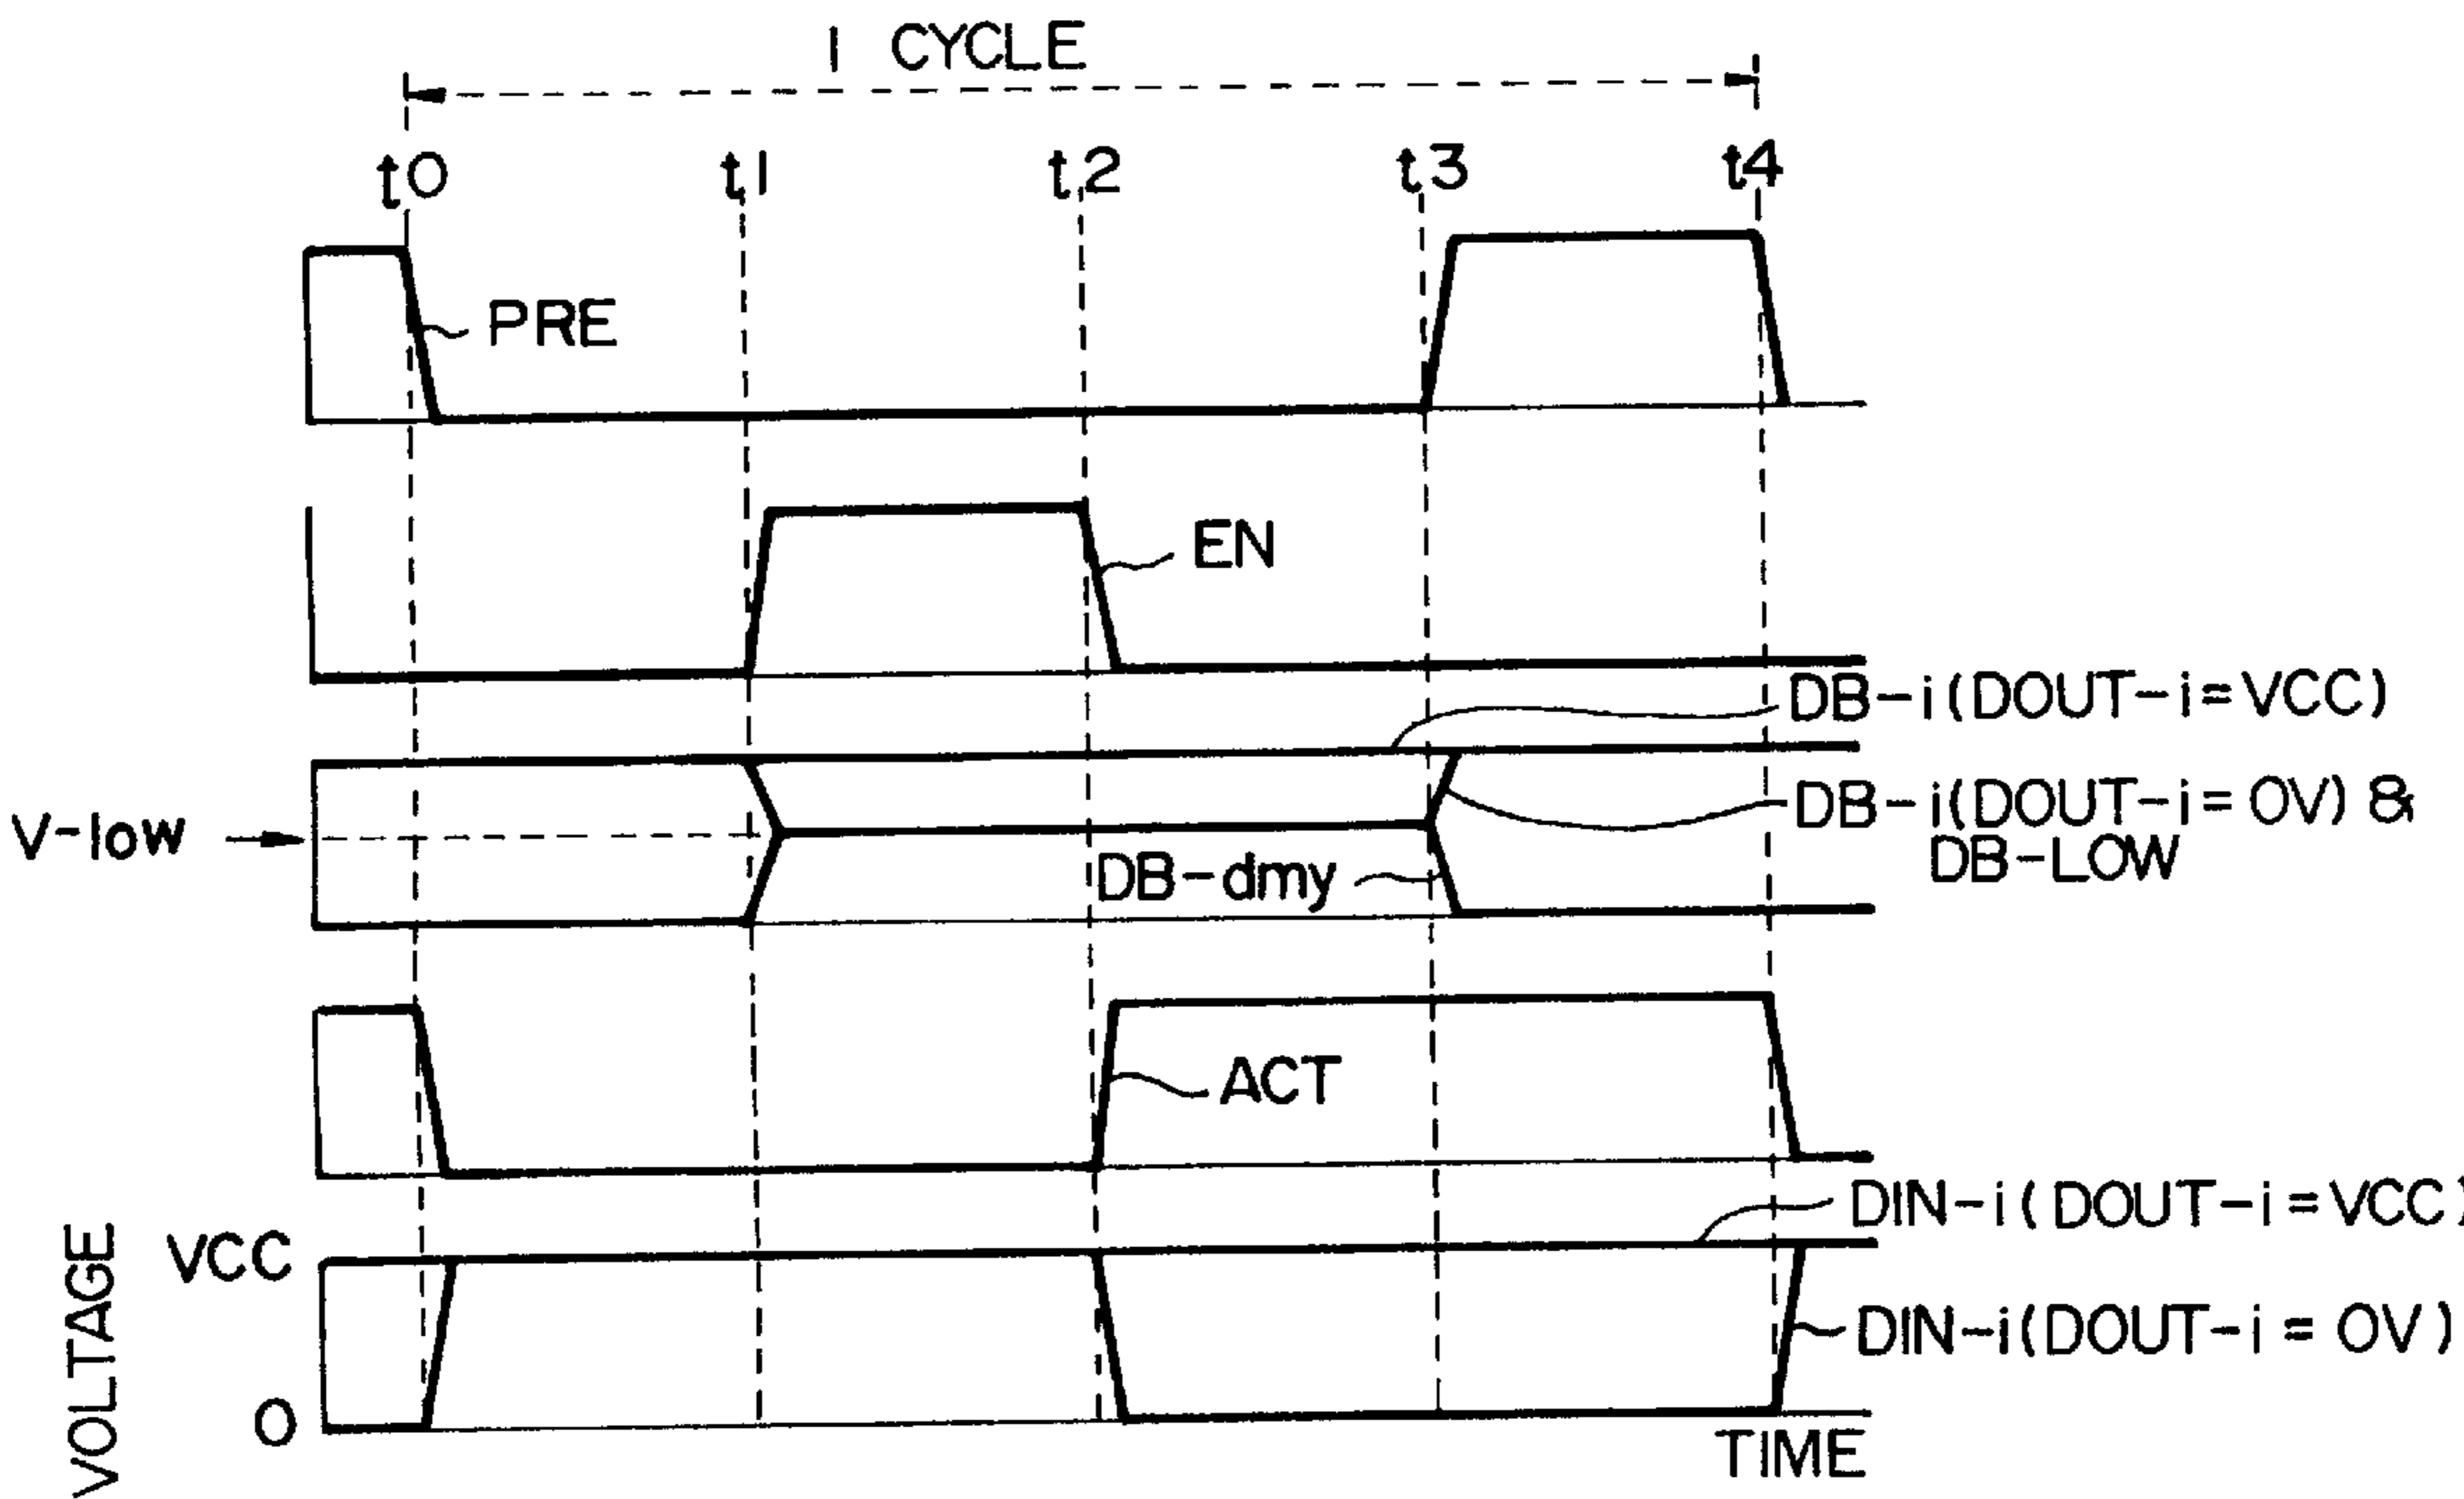 1 CYCLE
t0 t1 t2 t3 t4
PRE
EN
DB-i(DOUT-i=VCC)
V-low
DB-i(DOUT-i=0V) &
DB-LOW
DB-dmy
ACT
DIN-i(DOUT-i=VCC)
VCC
DIN-i(DOUT-i=0V)
0
VOLTAGE
TIME